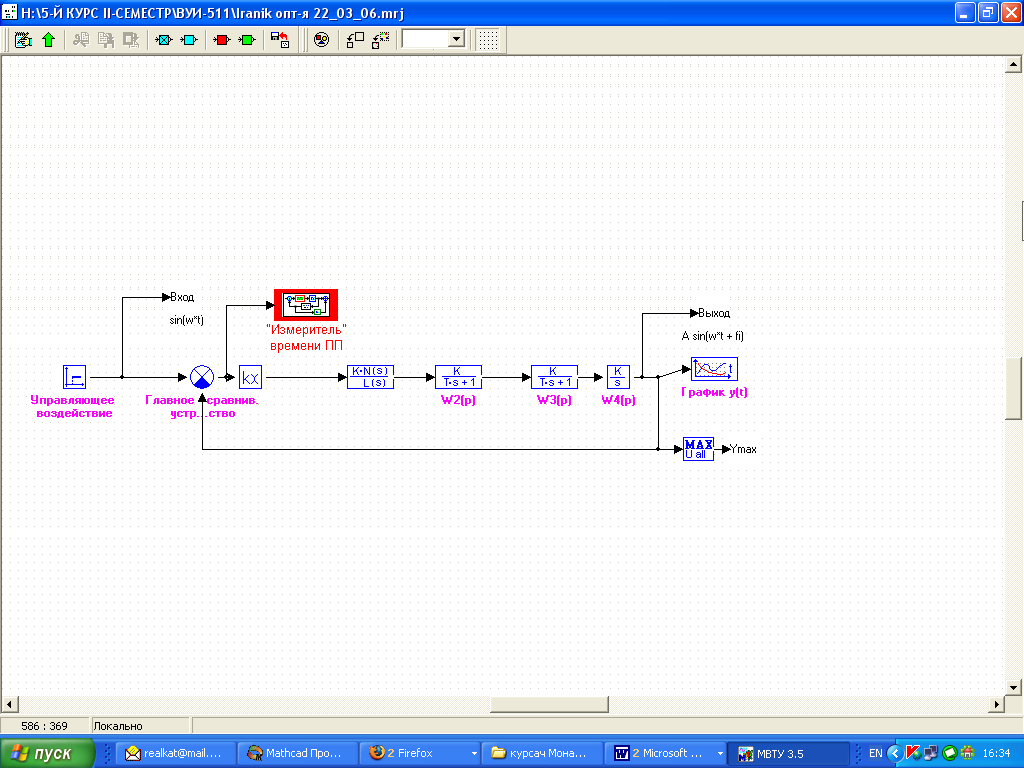 H:\5-Й КУРС II-СЕМЕСТР\ВУИ-511\Iranik опт-я 22_03_06.mrj
Вход
sin(w*t)
"Измеритель"
времени ПП
Выход
A sin(w*t + fi)
kx
K·N(s)
L(s)
K
T·s+1
K
T·s+1
K
s
t
Управляющее
воздействие
Главное сравнив.
устр...ство
W2(p)
W3(p)
W4(p)
График y(t)
MAX
U all
Ymax
586 : 369
Локально
пуск
realkat@mail....
Mathcad Про...
2 Firefox
курсач Мона...
2 Microsoft ...
МВТУ 3.5
EN
16:34